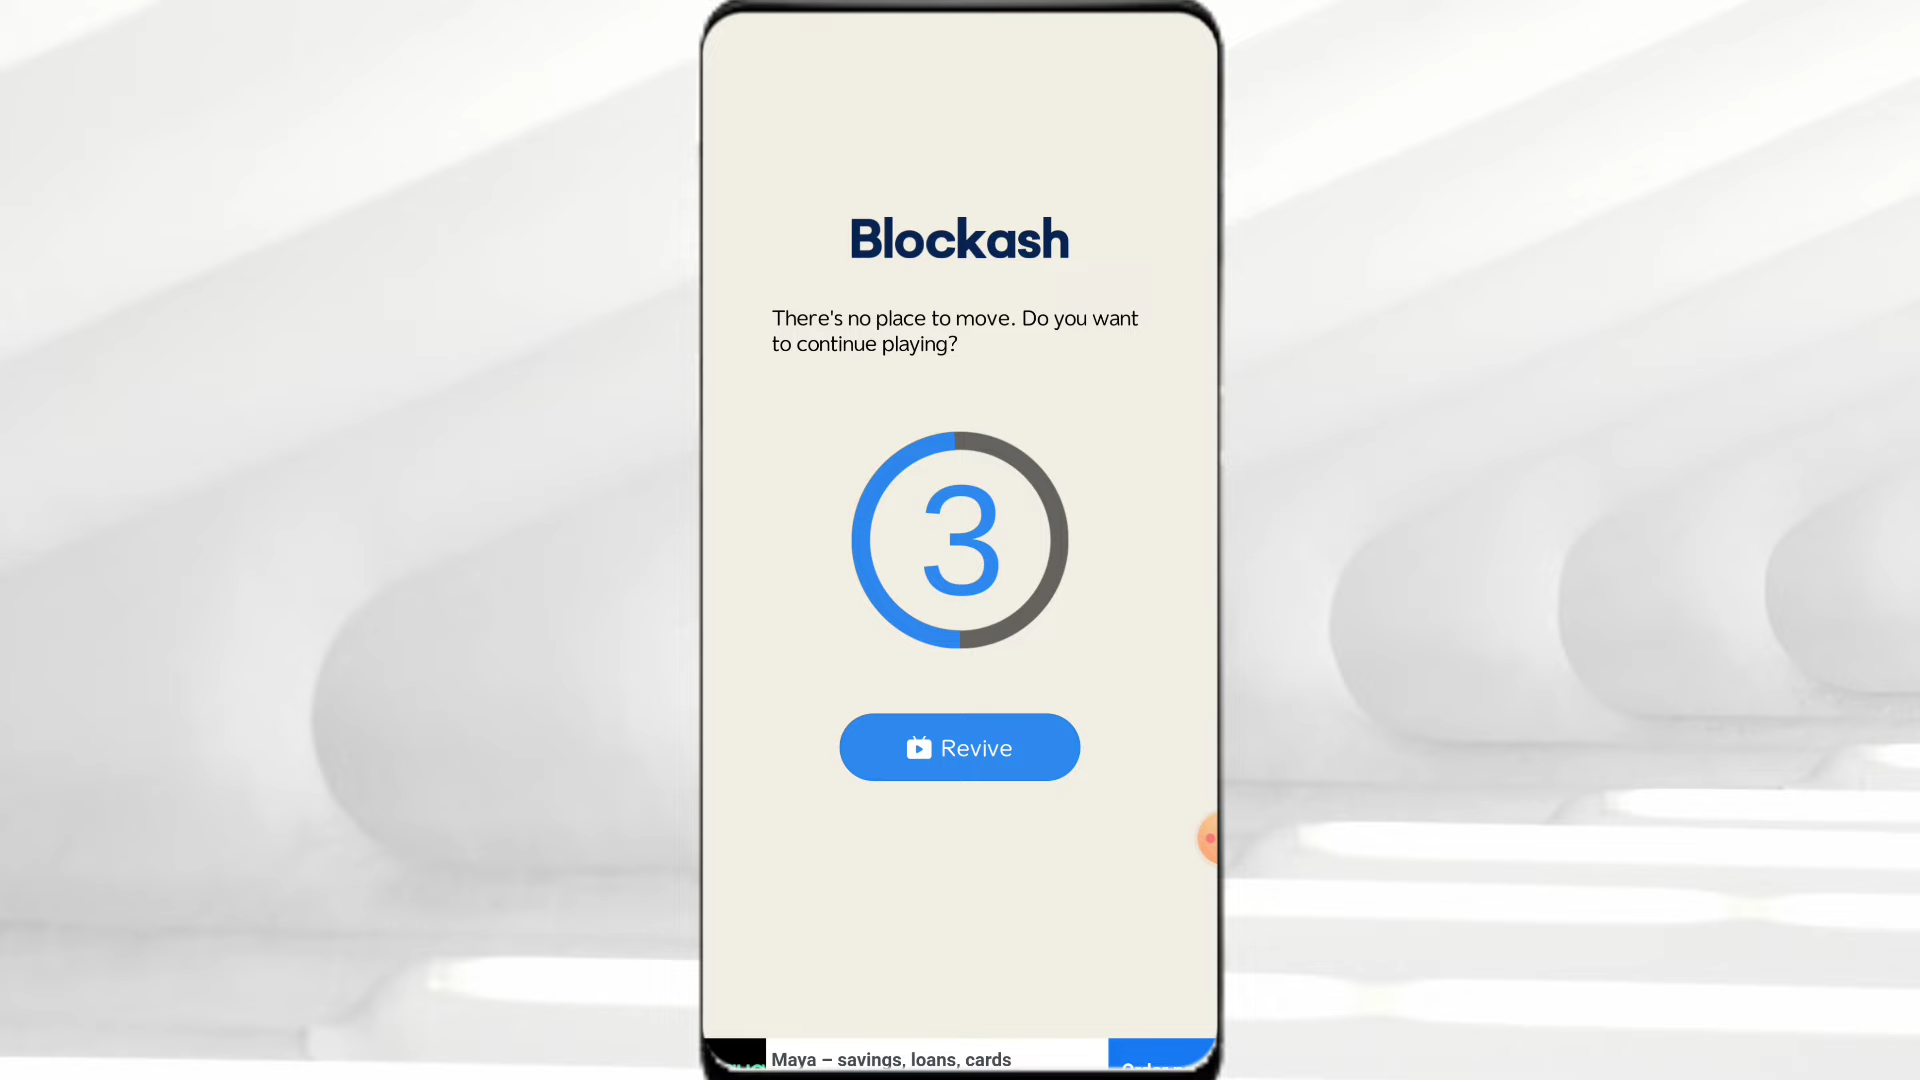 Blockash
There's no place to move. Do you want
to continue playing?
3
Revive
Maya – savings, loans, cards